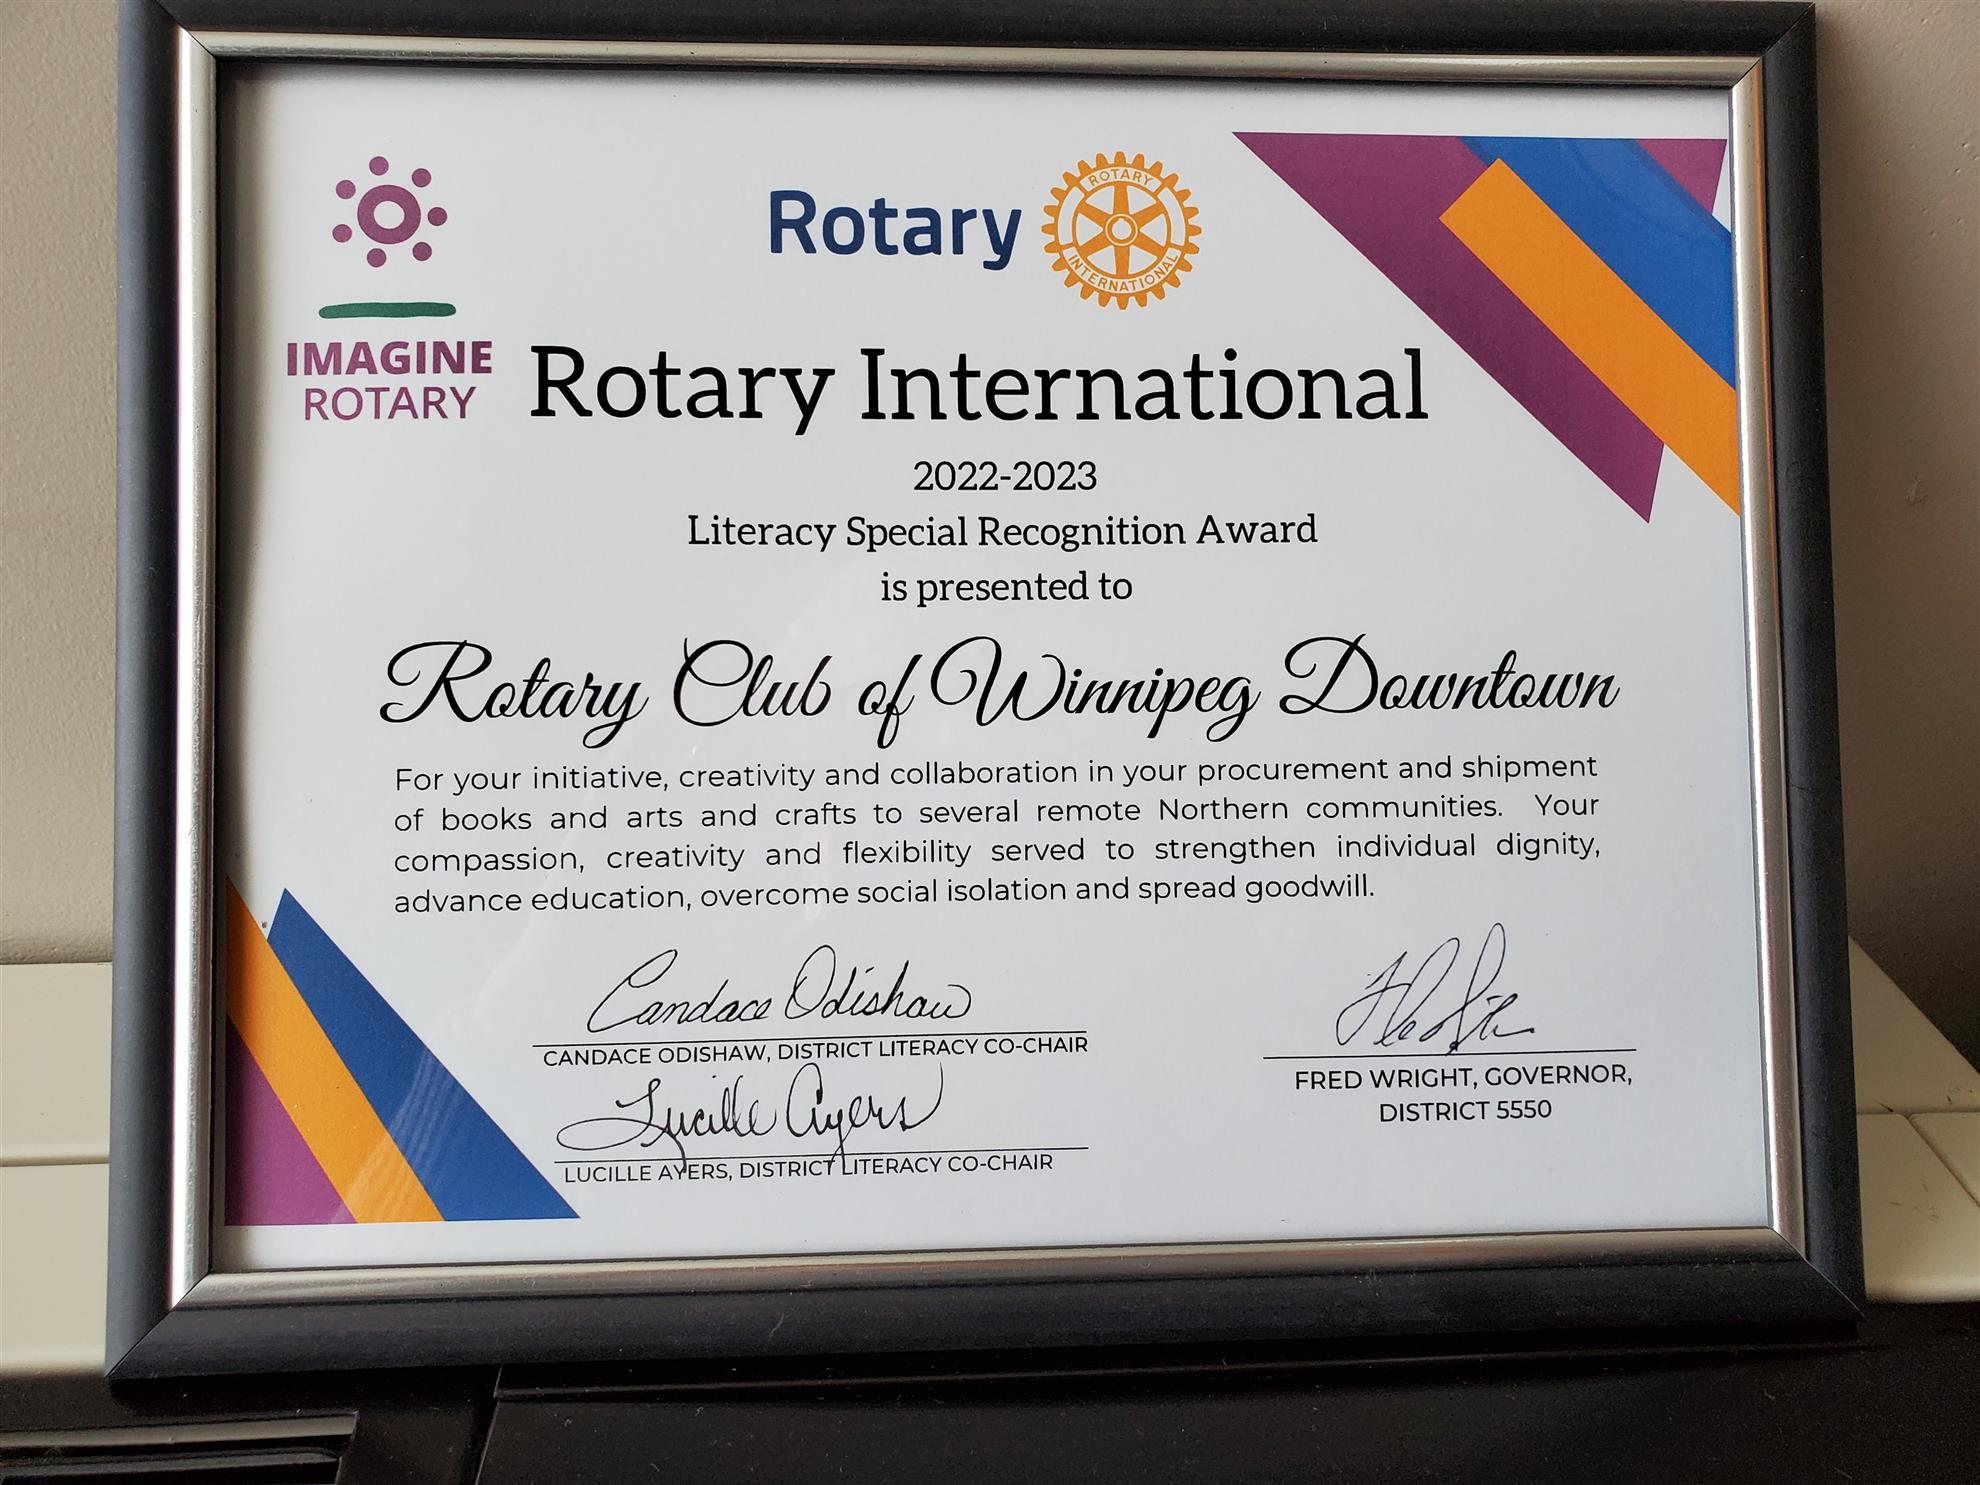 Rotary
ROTARY
INTERNATIONAL
IMAGINE
ROTARY
Rotary International
2022-2023
Literacy Special Recognition Award
is presented to
Rotary Club of Winnipeg Downtown
For your initiative, creativity and collaboration in your procurement and shipment
of books and arts and crafts to several remote Northern communities. Your
compassion, creativity and flexibility served to strengthen individual dignity,
advance education, overcome social isolation and spread goodwill.
Candace Odishaw
CANDACE ODISHAW, DISTRICT LITERACY CO-CHAIR
Lucille Ayers
LUCILLE AYERS, DISTRICT LITERACY CO-CHAIR
FRED WRIGHT, GOVERNOR,
DISTRICT 5550